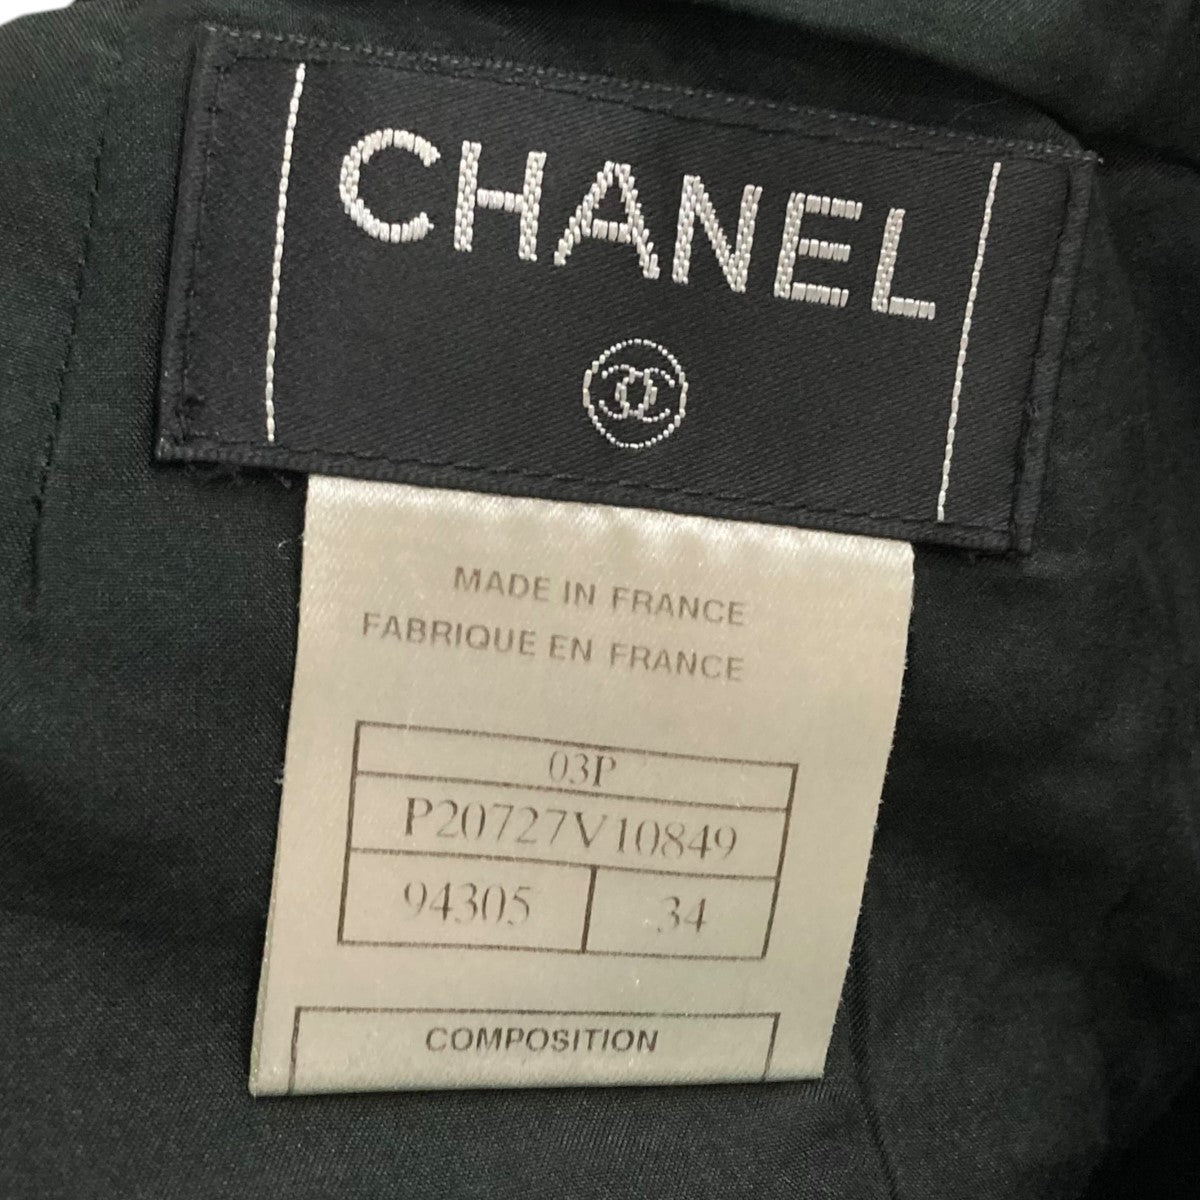 CHANEL
MADE IN FRANCE
FABRIQUE EN FRANCE
03P
P20727V10849
94305 34
COMPOSITION